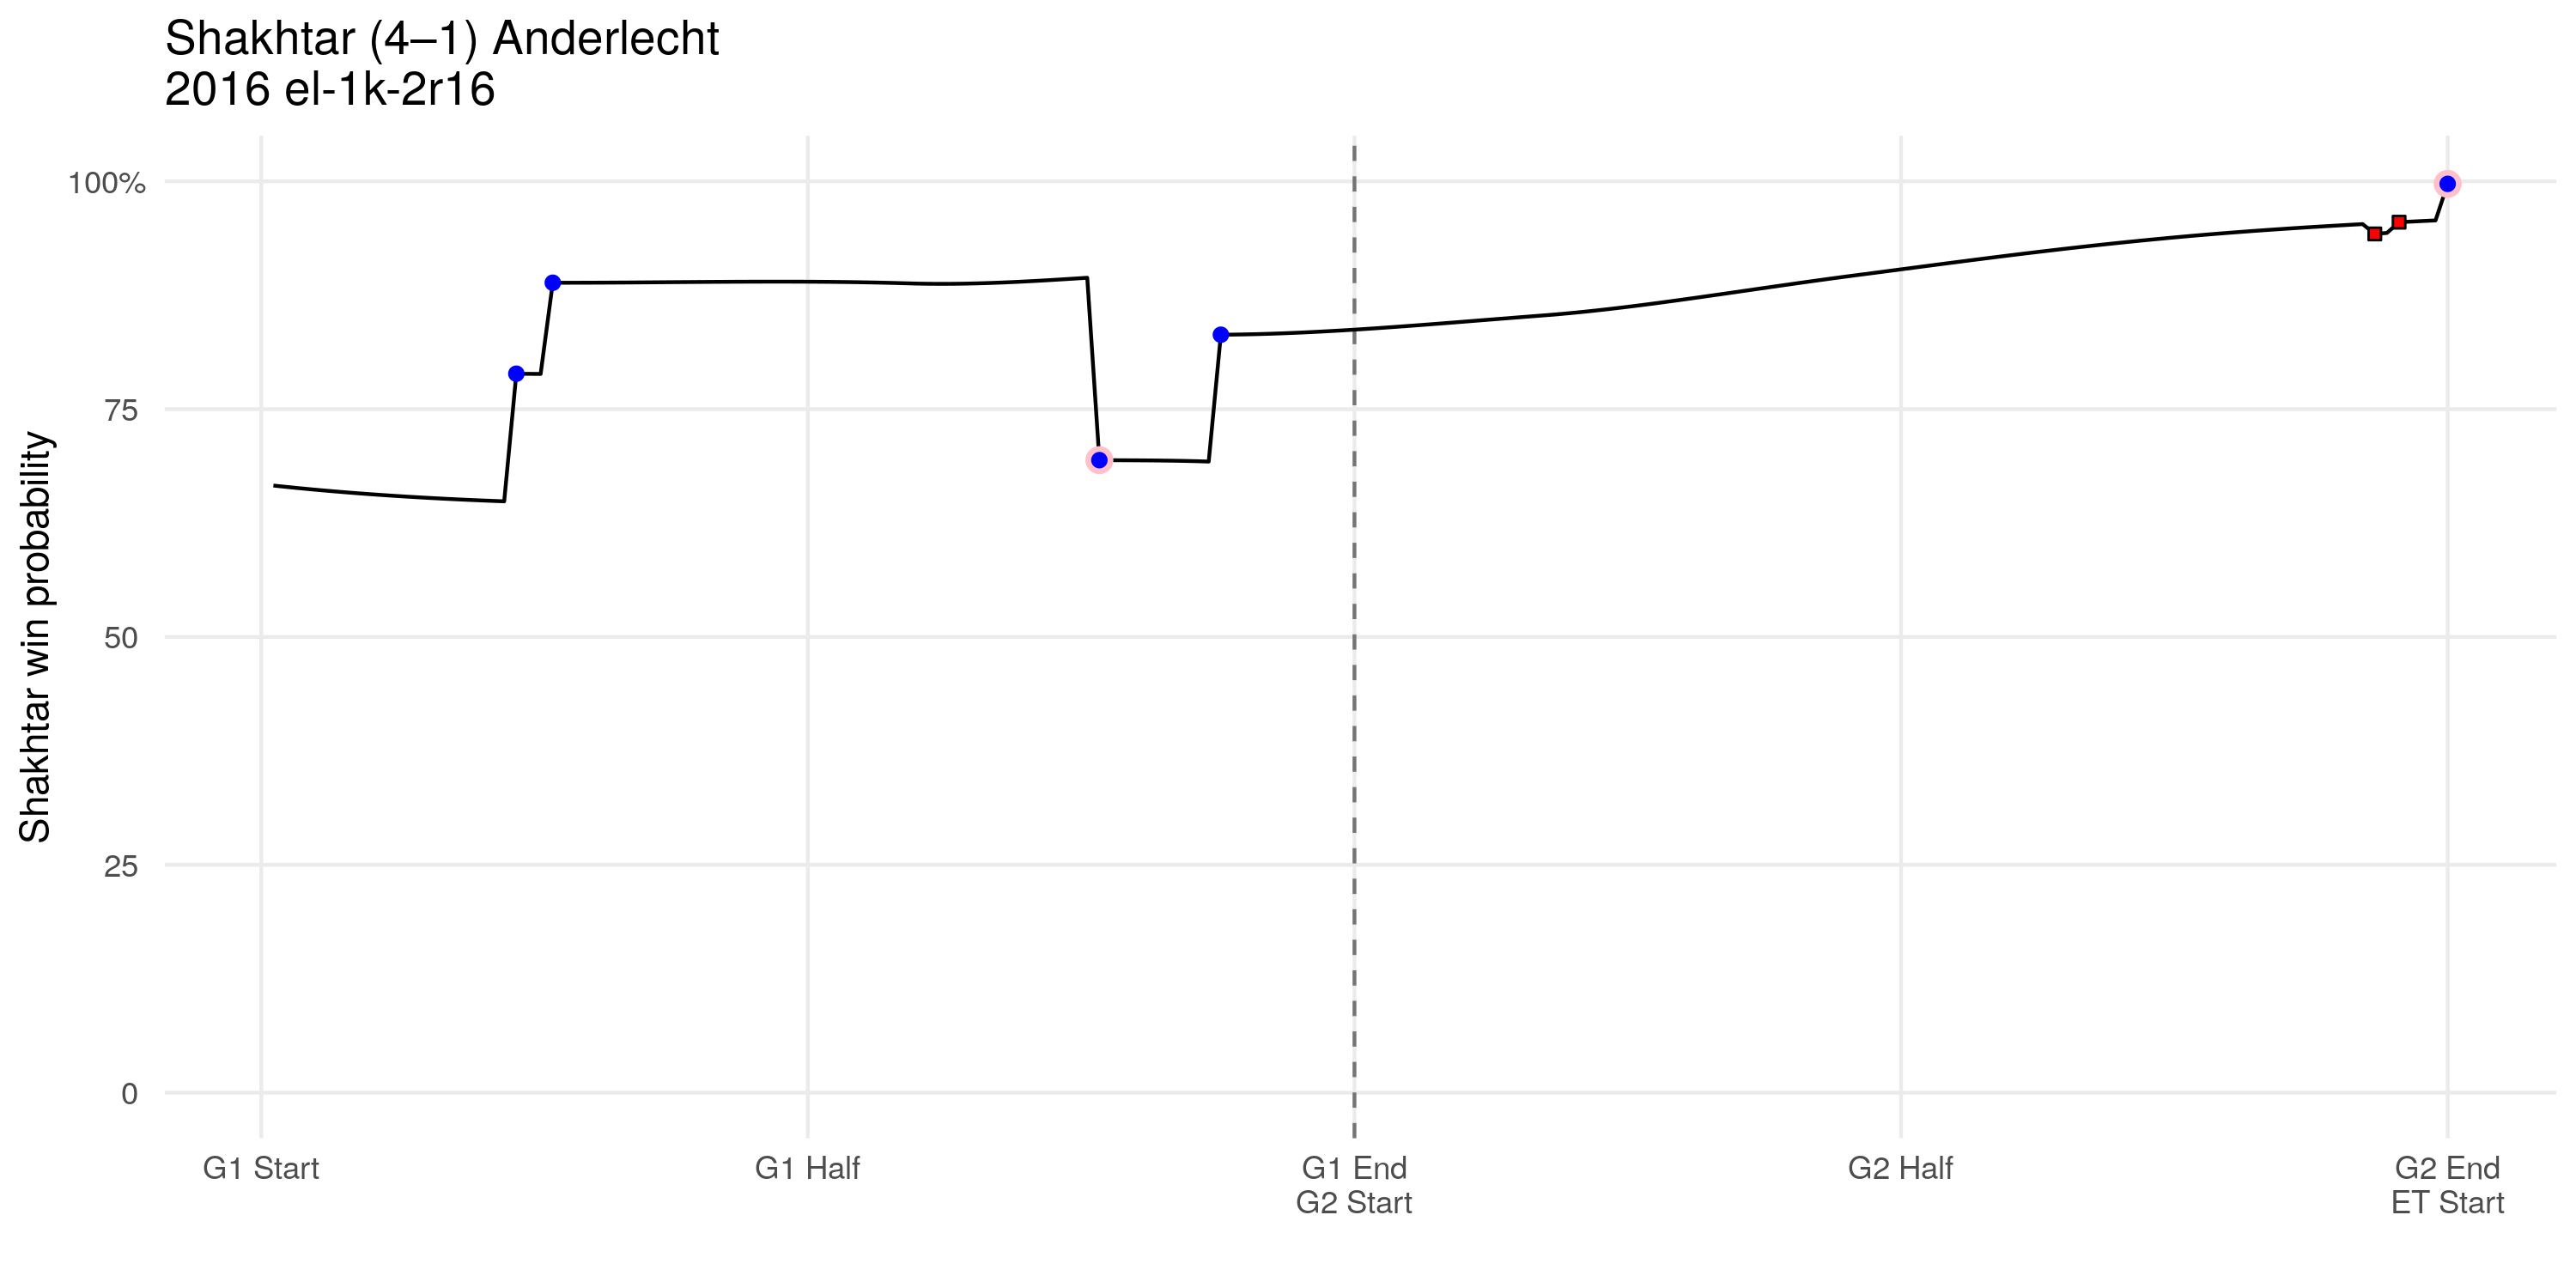 Shakhtar (4–1) Anderlecht
2016 el-1k-2r16
Shakhtar win probability
100%
75
50
25
0
G1 Start
G1 Half
G1 End
G2 Start
G2 Half
G2 End
ET Start